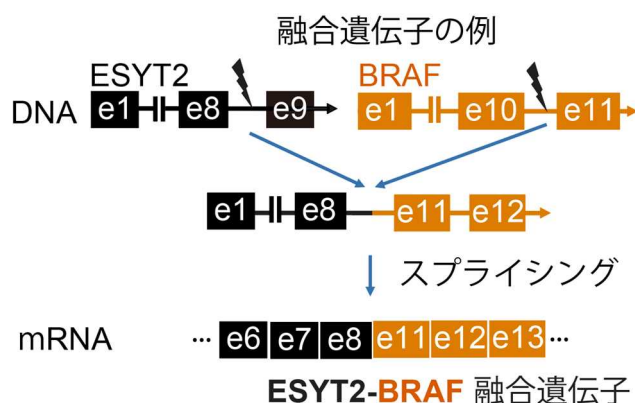 融合遺伝子の例
ESYT2 BRAF
DNA e1 e8 e9 e1 e10 e11
e1 e8 e11 e12
スプライシング
mRNA ... e6 e7 e8 e11 e12 e13 ...
ESYT2-BRAF 融合遺伝子